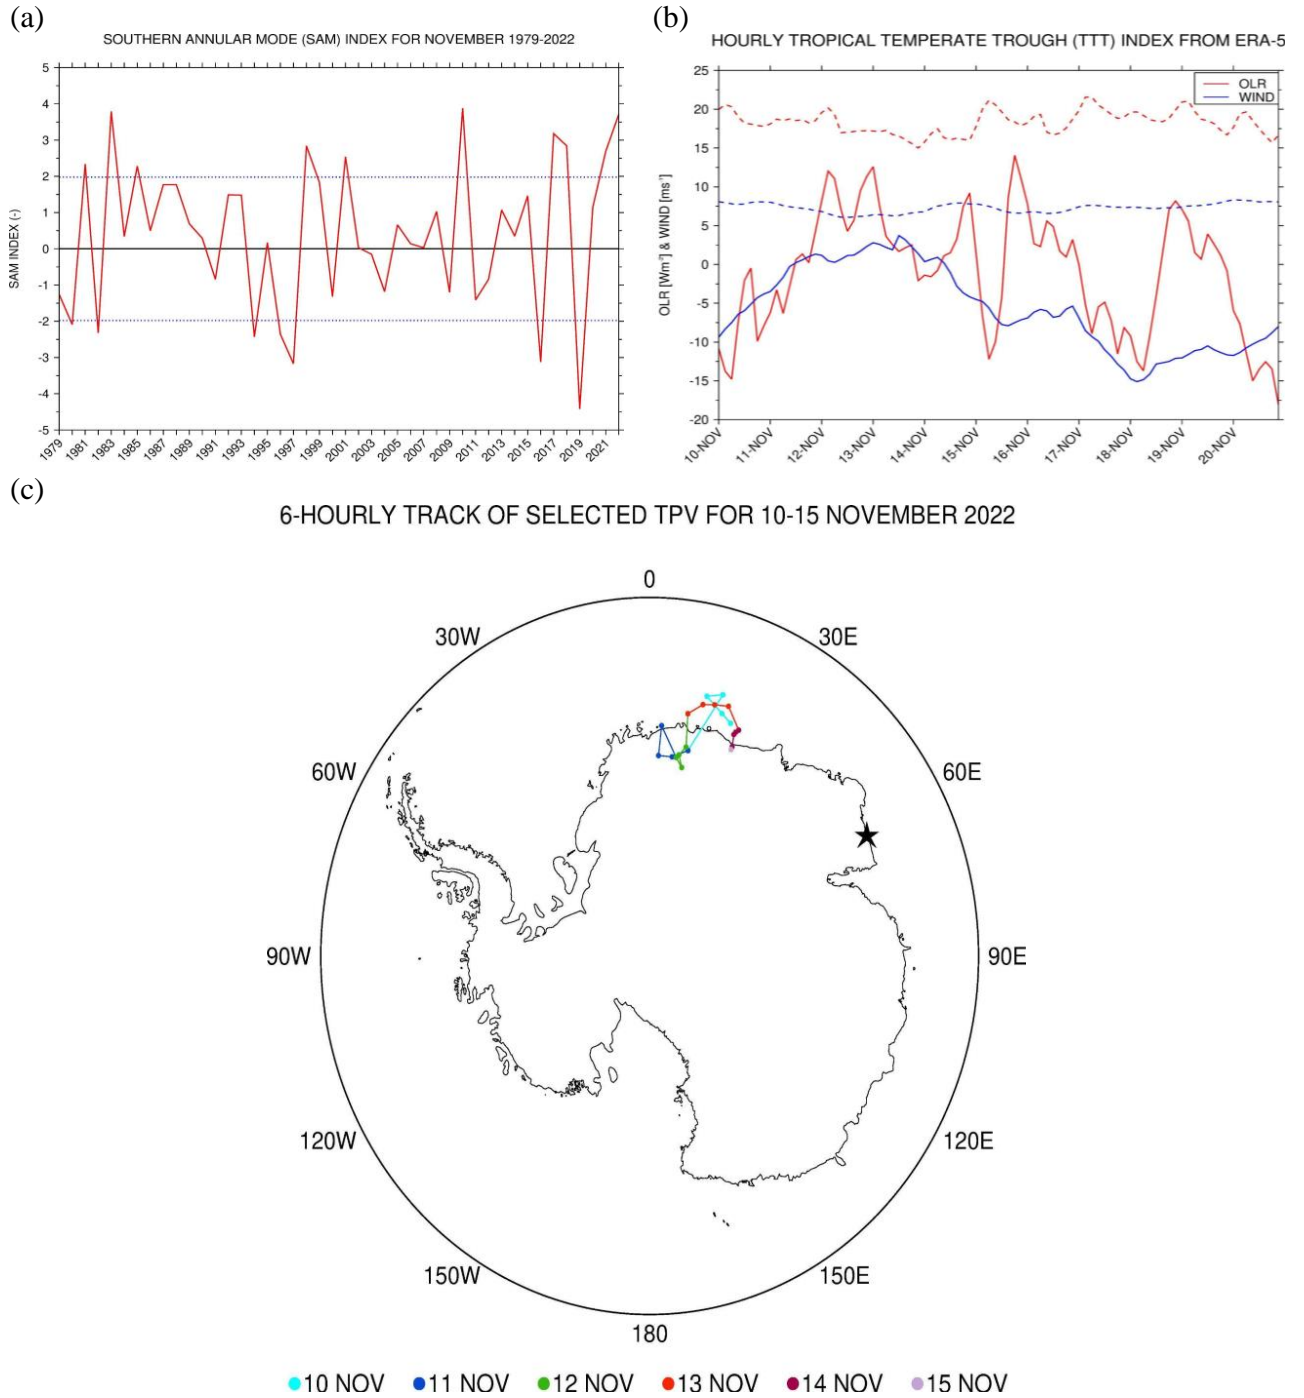 (a)
SOUTHERN ANNULAR MODE (SAM) INDEX FOR NOVEMBER 1979-2022
SAM INDEX (-)
5
4
3
2
1
0
-1
-2
-3
-4
-5
1979
1981
1983
1985
1987
1989
1991
1993
1995
1997
1999
2001
2003
2005
2007
2009
2011
2013
2015
2017
2019
2021
(b)
HOURLY TROPICAL TEMPERATE TROUGH (TTT) INDEX FROM ERA-5
OLR
WIND
OLR [Wm²] & WIND [ms¹]
25
20
15
10
5
0
-5
-10
-15
-20
10-NOV
11-NOV
12-NOV
13-NOV
14-NOV
15-NOV
16-NOV
17-NOV
18-NOV
19-NOV
20-NOV
(c)
6-HOURLY TRACK OF SELECTED TPV FOR 10-15 NOVEMBER 2022
0
30W
30E
60W
60E
90W
90E
120W
120E
150W
150E
180
10 NOV 11 NOV 12 NOV 13 NOV 14 NOV 15 NOV